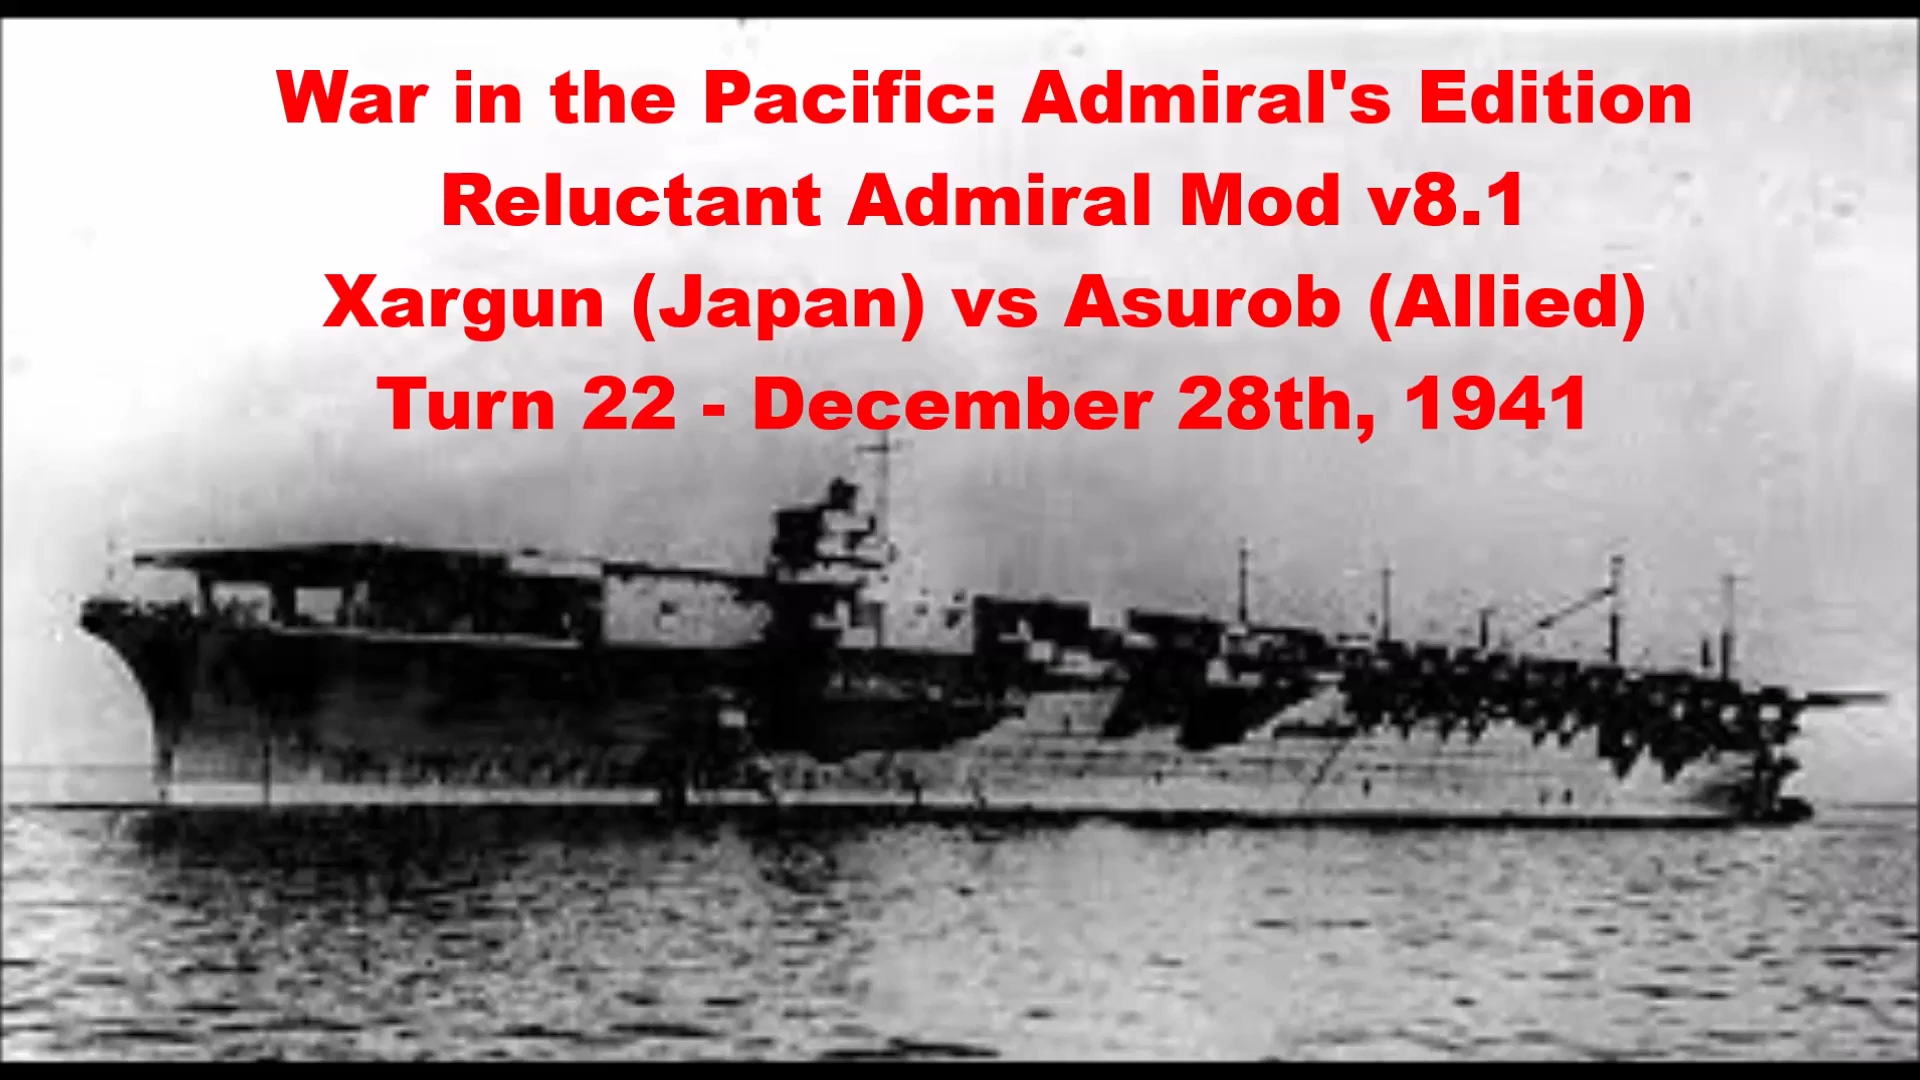 War in the Pacific: Admiral's Edition
Reluctant Admiral Mod v8.1
Xargun (Japan) vs Asurob (Allied)
Turn 22 - December 28th, 1941